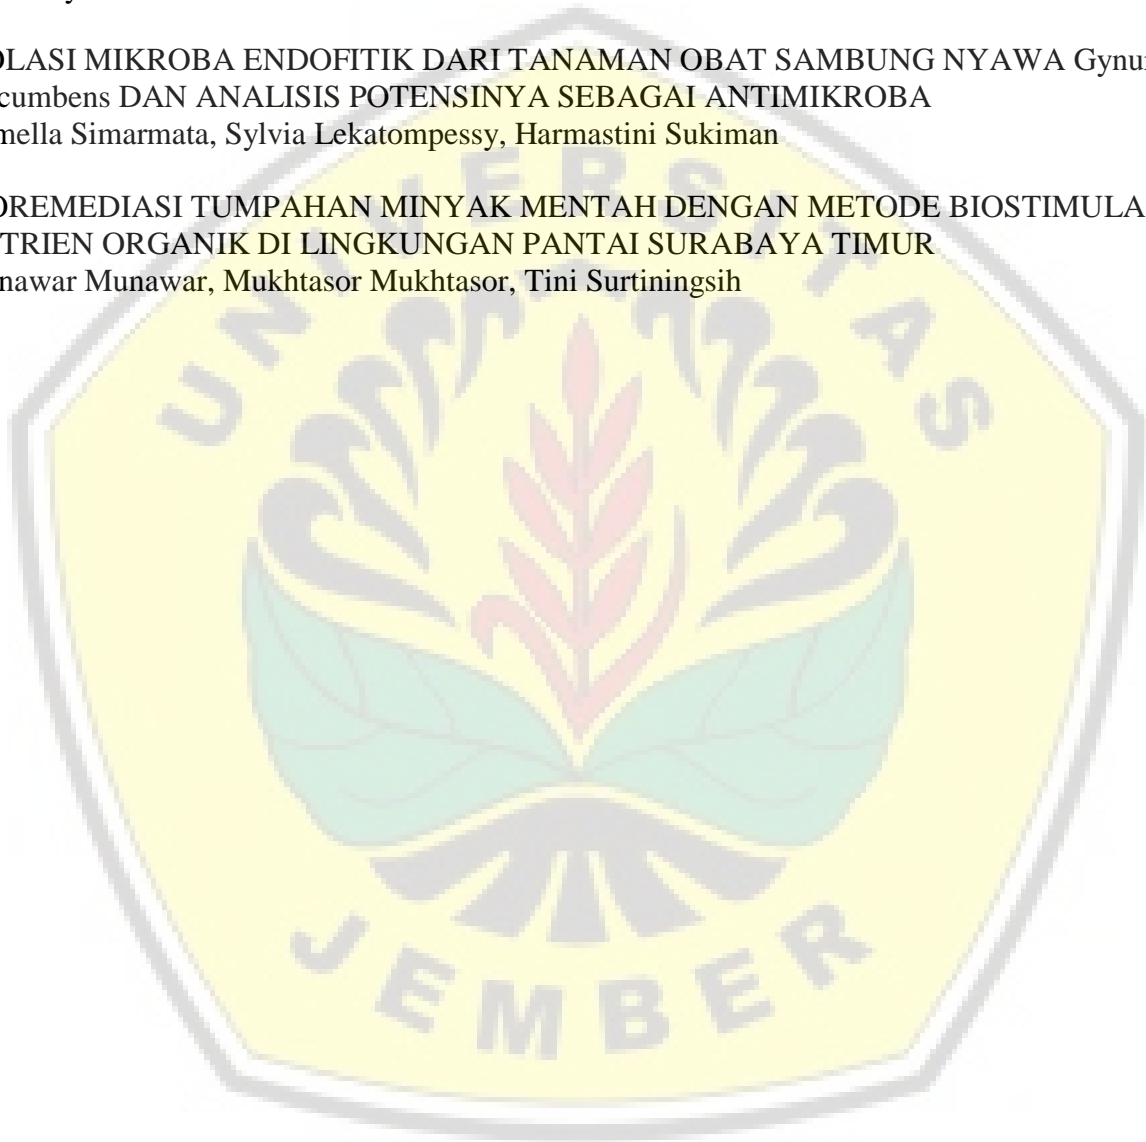 OLASI MIKROBA ENDOFITIK DARI TANAMAN OBAT SAMBUNG NYAWA Gynu
cumbens DAN ANALISIS POTENSINYA SEBAGAI ANTIMIKROBA
mella Simarmata, Sylvia Lekatompessy, Harmastini Sukiman
OREMEDIASI TUMPAHAN MINYAK MENTAH DENGAN METODE BIOSTIMULA
TRIEN ORGANIK DI LINGKUNGAN PANTAI SURABAYA TIMUR
nawar Munawar, Mukhtasor Mukhtasor, Tini Surtiningsih
UNIVERSITAS
JEMBER